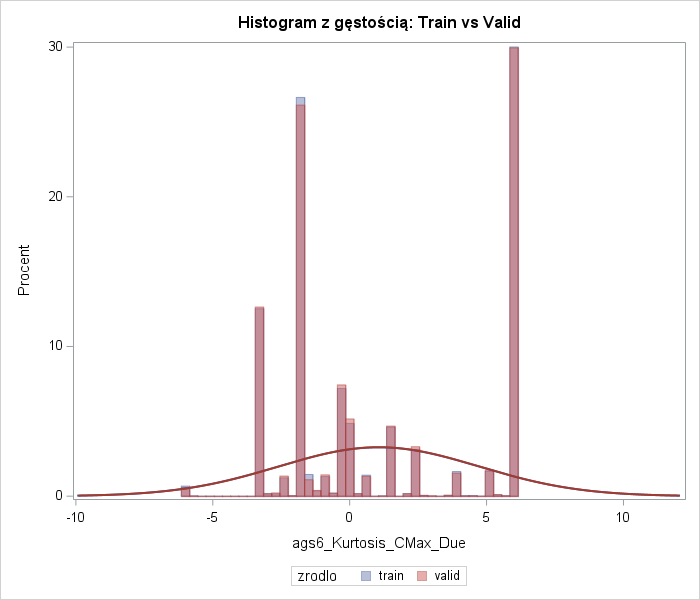 Histogram z gęstością: Train vs Valid
30
20
10
0
Procent
-10 -5 0 5 10
ags6_Kurtosis_CMax_Due
zrodlo train valid